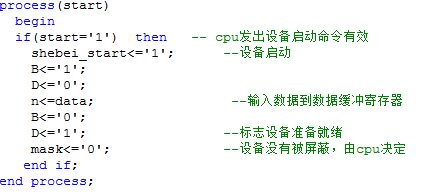 process(start)
begin
if(start='1') then -- cpu发出设备启动命令有效
shebei_start<='1'; --设备启动
B<='1';
D<='0';
n<=data; --输入数据到数据缓冲寄存器
B<='0';
D<='1'; --标志设备准备就绪
mask<='0'; --设备没有被屏蔽，由cpu决定
end if;
end process;